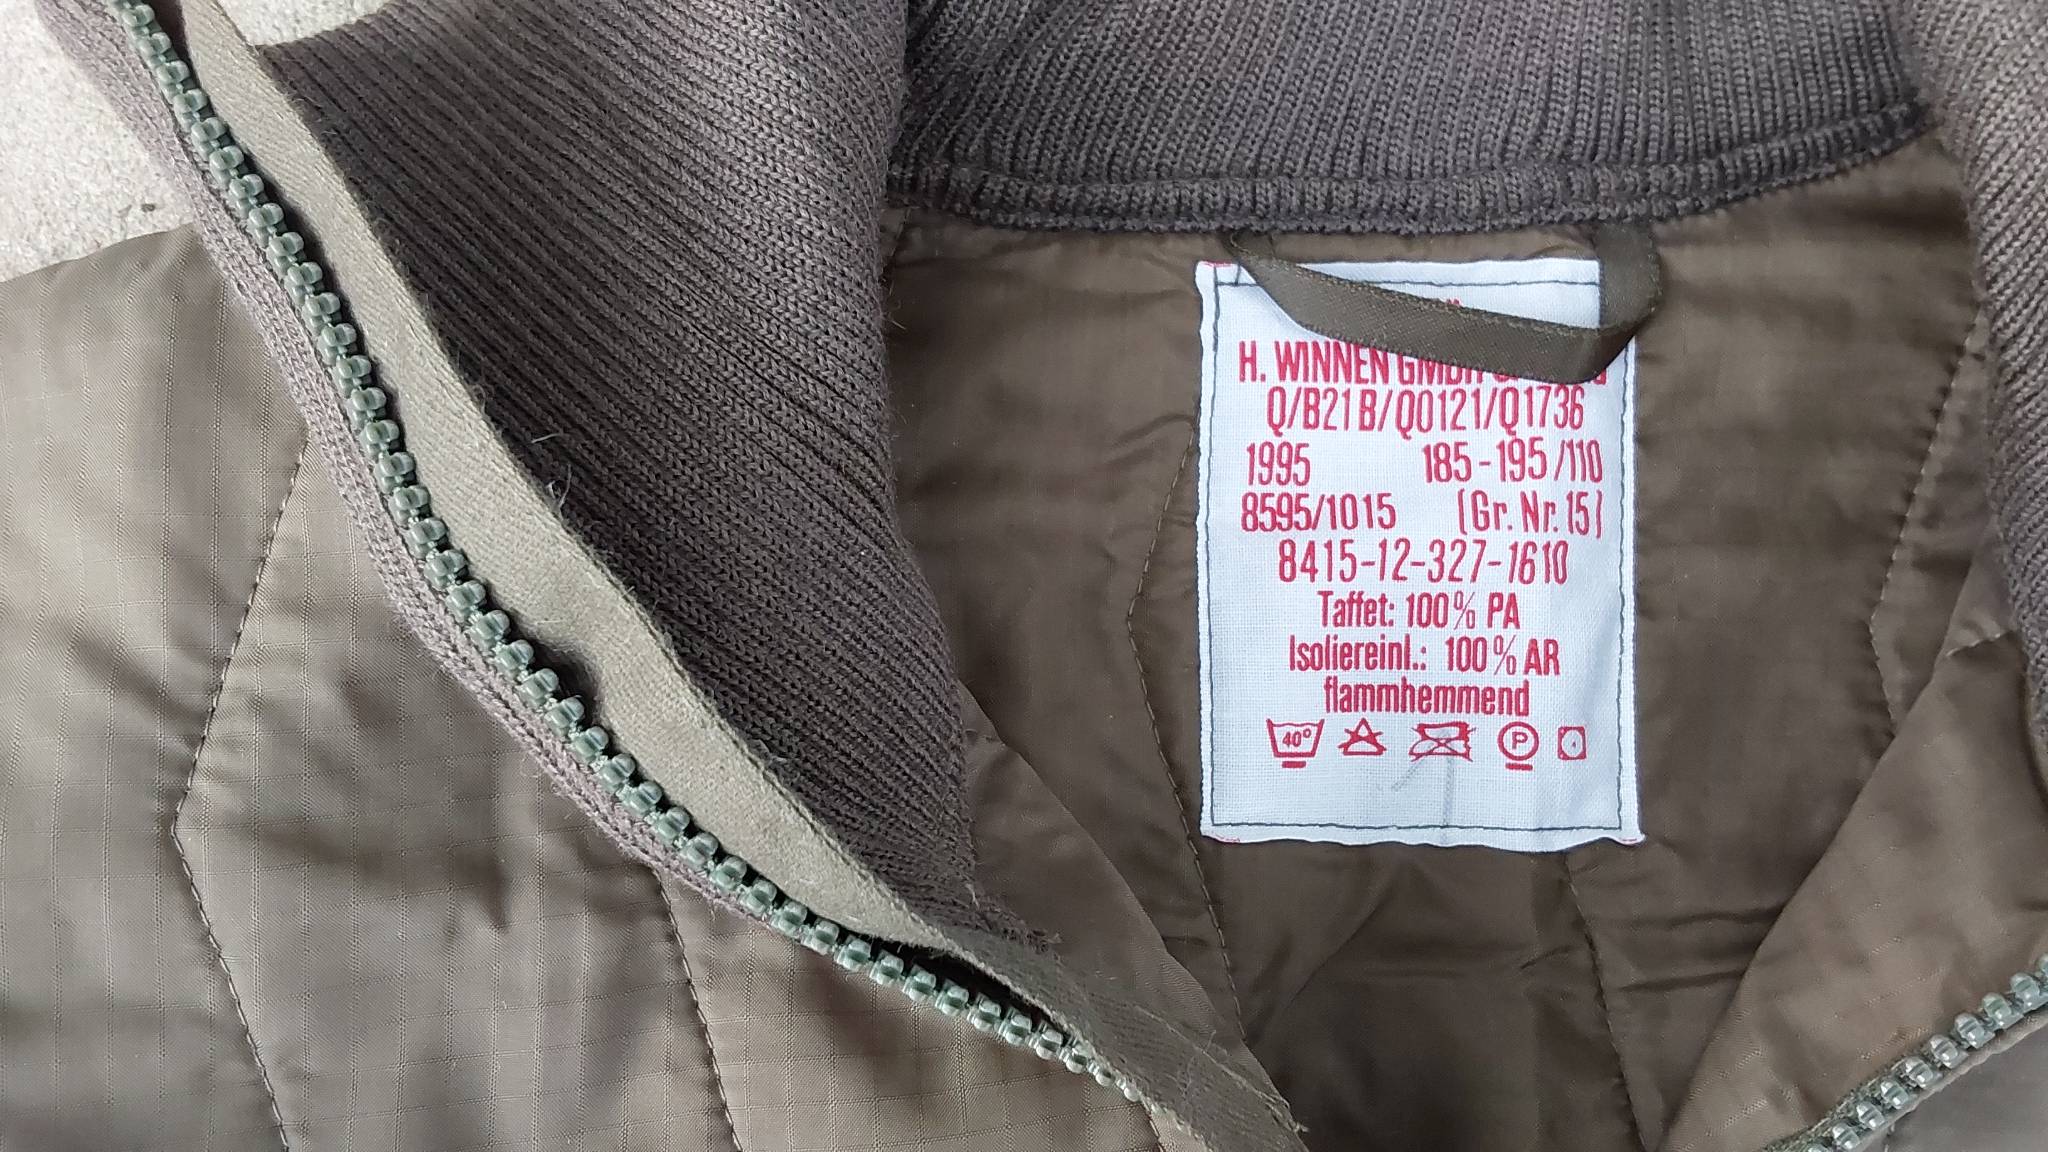 H. WINNEN GMBH
Q/B21B/Q0121/Q1736
1995 185-195/110
8595/1015 (Gr. Nr. 15)
8415-12-327-1610
Taffet: 100% PA
Isoliereinl.: 100% AR
flammhemmend
40° P